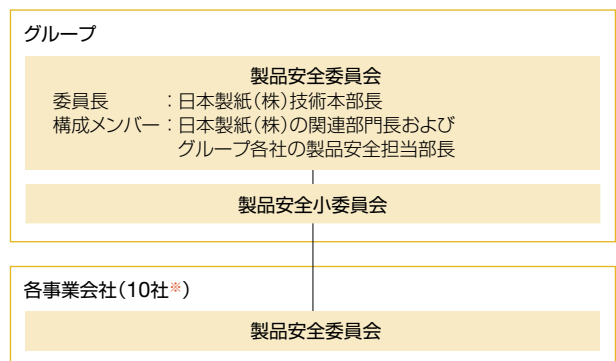 グループ
製品安全委員会
委員長　　　：日本製紙(株)技術本部長
構成メンバー：日本製紙(株)の関連部門長および
グループ各社の製品安全担当部長
製品安全小委員会
各事業会社(10社※)
製品安全委員会